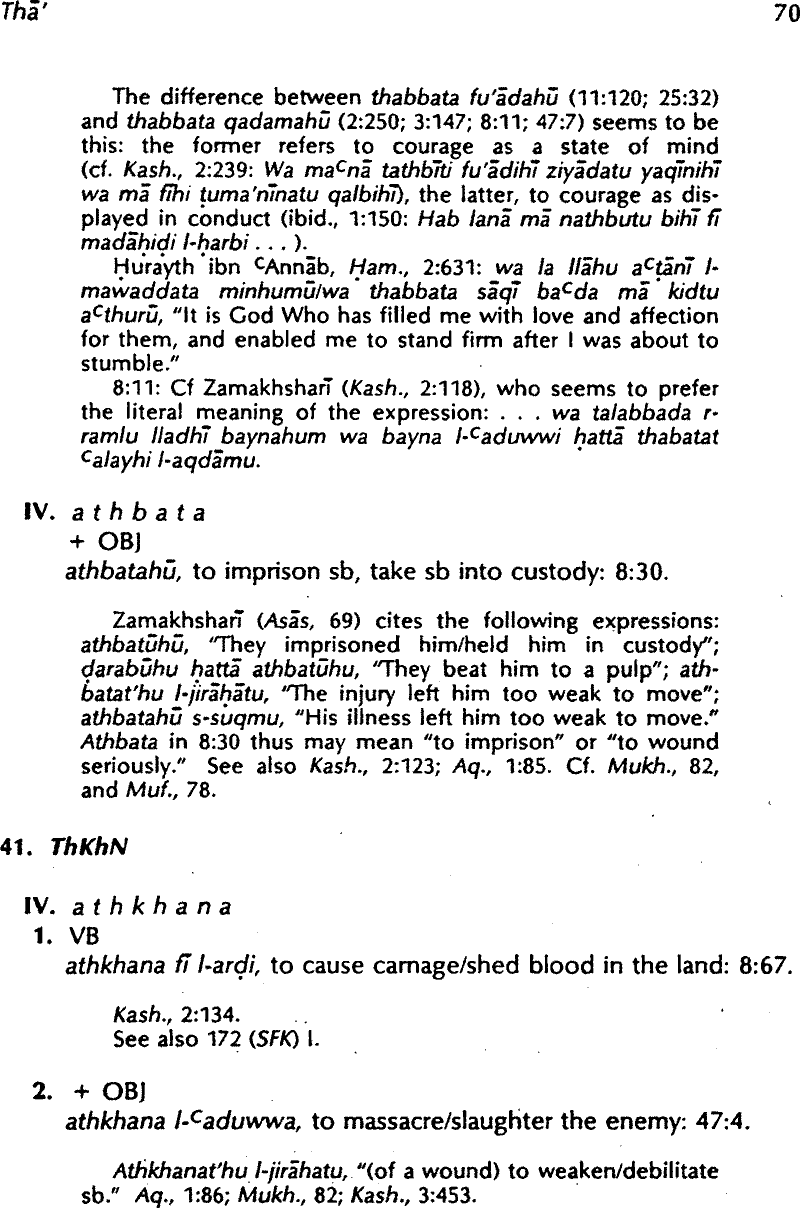 Thā' 70
The difference between thabbata fu'ādahū (11:120; 25:32)
and thabbata qadamahū (2:250; 3:147; 8:11; 47:7) seems to be
this: the former refers to courage as a state of mind
(cf. Kash., 2:239: Wa maᶜnā tathbīti fu'ādihī ziyādatu yaqīnihī
wa mā fīhi ṭuma'nīnatu qalbihī), the latter, to courage as dis-
played in conduct (ibid., 1:150: Hab lanā mā nathbutu bihī fī
madāḥiḍi l-ḥarbi . . . ).
Ḥurayth ibn ᶜAnnāb, Ḥam., 2:631: wa la llāhu aᶜṭānī l-
mawaddata minhumū/wa thabbata sāqī baᶜda mā kidtu
aᶜthurū, "It is God Who has filled me with love and affection
for them, and enabled me to stand firm after I was about to
stumble."
8:11: Cf Zamakhsharī (Kash., 2:118), who seems to prefer
the literal meaning of the expression: . . . wa talabbada r-
ramlu lladhī baynahum wa bayna l-ᶜaduwwi ḥattā thabatat
ᶜalayhi l-aqdāmu.
IV. a t h b a t a
+ OBJ
athbatahū, to imprison sb, take sb into custody: 8:30.
Zamakhsharī (Asās, 69) cites the following expressions:
athbatūhū, "They imprisoned him/held him in custody";
ḍarabūhu ḥattā athbatūhu, "They beat him to a pulp"; ath-
batat'hu l-jirāḥātu, "The injury left him too weak to move";
athbatahū s-suqmu, "His illness left him too weak to move."
Athbata in 8:30 thus may mean "to imprison" or "to wound
seriously." See also Kash., 2:123; Aq., 1:85. Cf. Mukh., 82,
and Muf., 78.
41. ThKhN
IV. a t h k h a n a
1. VB
athkhana fī l-arḍi, to cause carnage/shed blood in the land: 8:67.
Kash., 2:134.
See also 172 (SFK) I.
2. + OBJ
athkhana l-ᶜaduwwa, to massacre/slaughter the enemy: 47:4.
Athkhanat'hu l-jirāhatu, "(of a wound) to weaken/debilitate
sb." Aq., 1:86; Mukh., 82; Kash., 3:453.